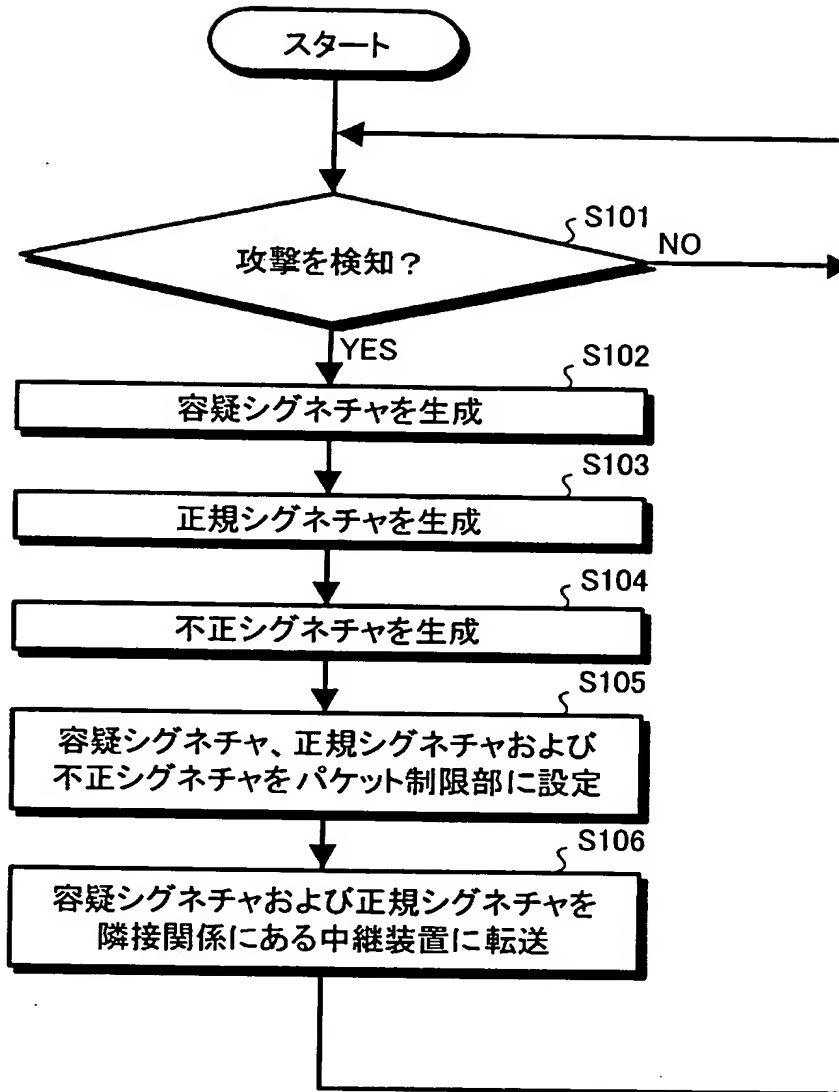 スタート
S101
攻撃を検知?
NO
YES
S102
容疑シグネチャを生成
S103
正規シグネチャを生成
S104
不正シグネチャを生成
S105
容疑シグネチャ、正規シグネチャおよび
不正シグネチャをパケット制限部に設定
S106
容疑シグネチャおよび正規シグネチャを
隣接関係にある中継装置に転送